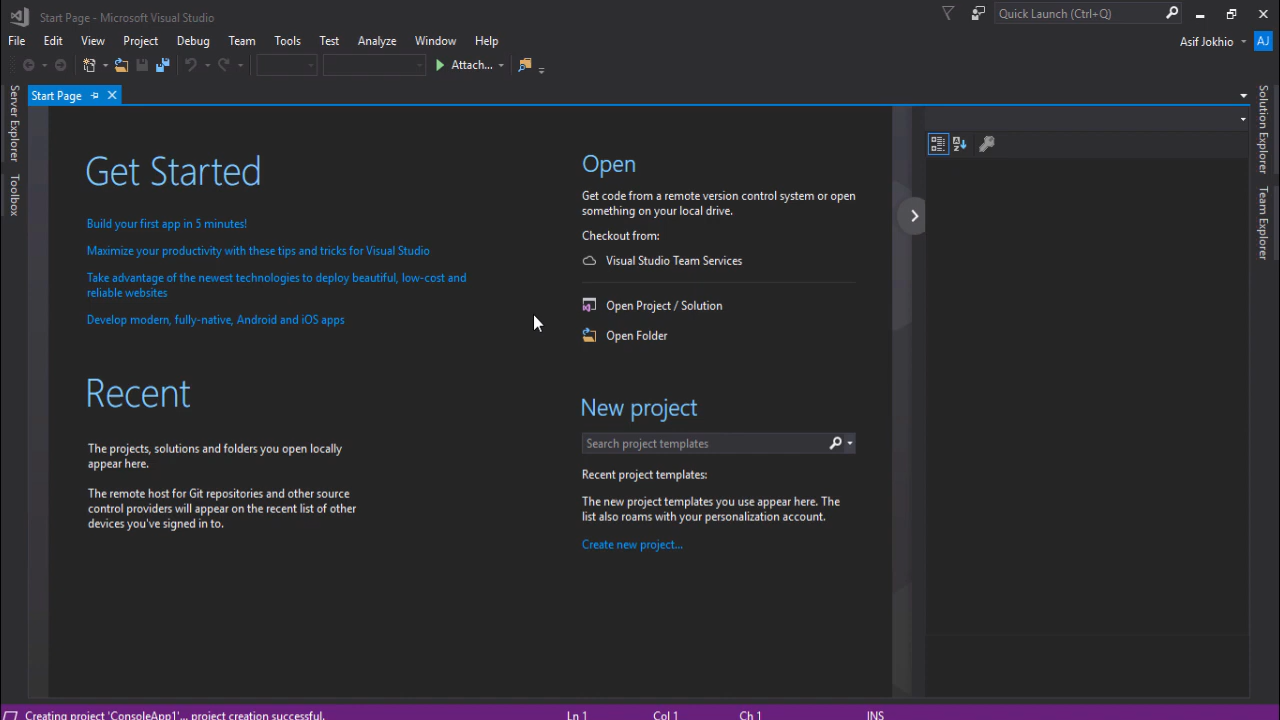 Start Page - Microsoft Visual Studio
Quick Launch (Ctrl+Q)
File Edit View Project Debug Team Tools Test Analyze Window Help
Asif Jokhio AJ
Attach...
Start Page
Server Explorer
Toolbox
Get Started
Build your first app in 5 minutes!
Maximize your productivity with these tips and tricks for Visual Studio
Take advantage of the newest technologies to deploy beautiful, low-cost and
reliable websites
Develop modern, fully-native, Android and iOS apps
Recent
The projects, solutions and folders you open locally
appear here.
The remote host for Git repositories and other source
control providers will appear on the recent list of other
devices you've signed in to.
Open
Get code from a remote version control system or open
something on your local drive.
Checkout from:
Visual Studio Team Services
Open Project / Solution
Open Folder
New project
Search project templates
Recent project templates:
The new project templates you use appear here. The
list also roams with your personalization account.
Create new project...
Solution Explorer
Team Explorer
Creating project 'ConsoleApp1'... project creation successful.
Ln 1 Col 1 Ch 1 INS